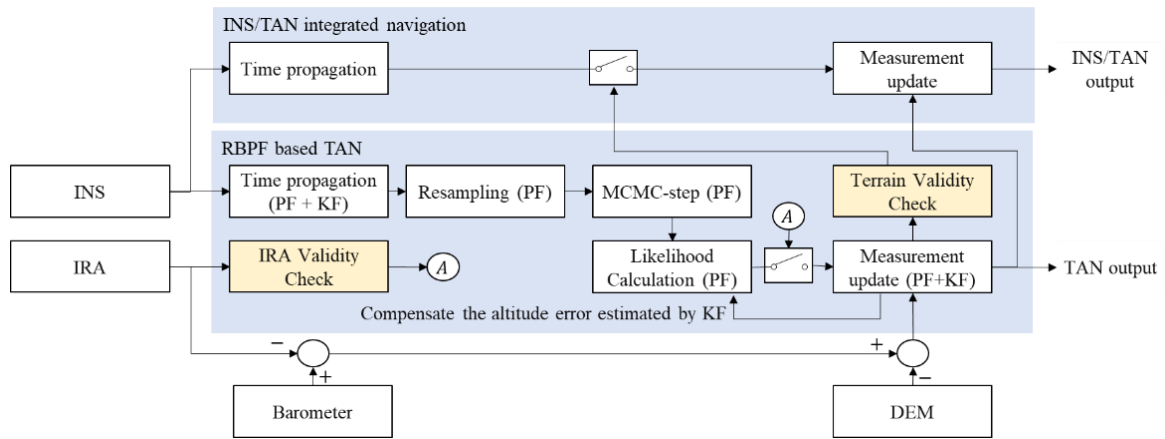 INS/TAN integrated navigation
Time propagation
Measurement
update
INS/TAN
output
RBPF based TAN
INS
Time propagation
(PF + KF)
Resampling (PF)
MCMC-step (PF)
Terrain Validity
Check
A
IRA
IRA Validity
Check
A
Likelihood
Calculation (PF)
Measurement
update (PF+KF)
TAN output
Compensate the altitude error estimated by KF
−
+
+
−
Barometer
DEM